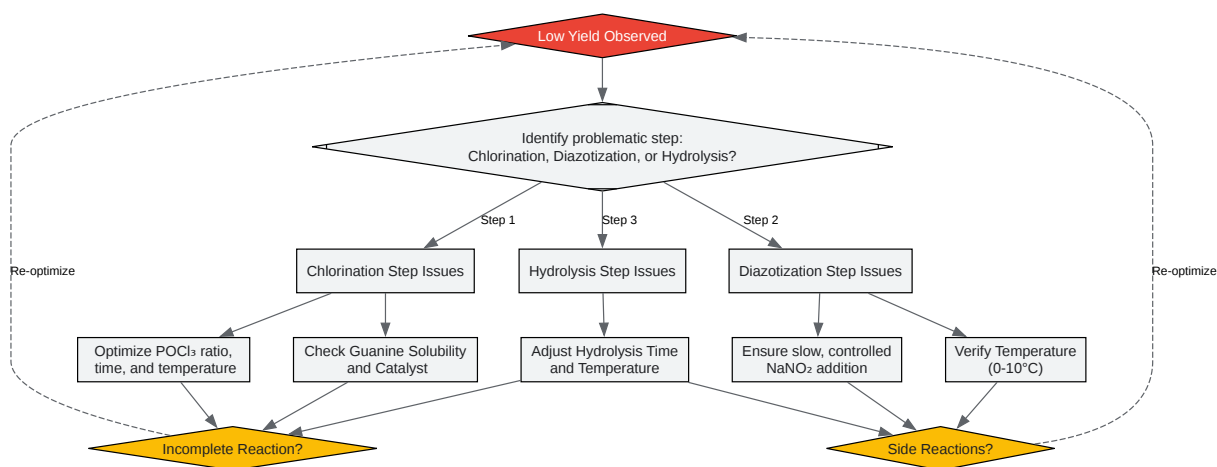 Low Yield Observed
Identify problematic step:
Chlorination, Diazotization, or Hydrolysis?
Step 1
Step 3
Step 2
Re-optimize
Chlorination Step Issues
Hydrolysis Step Issues
Diazotization Step Issues
Re-optimize
Optimize POCl₃ ratio,
time, and temperature
Check Guanine Solubility
and Catalyst
Adjust Hydrolysis Time
and Temperature
Ensure slow, controlled
NaNO₂ addition
Verify Temperature
(0-10°C)
Incomplete Reaction?
Side Reactions?